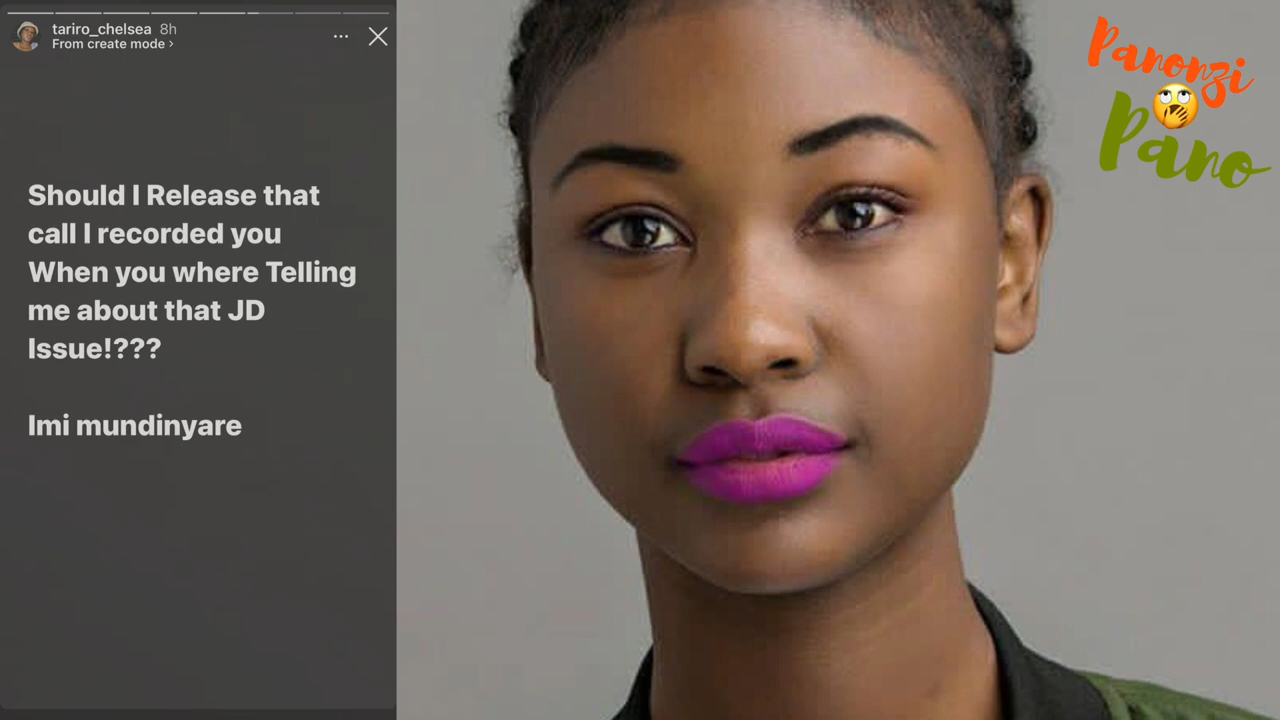 tariro_chelsea 8h
From create mode ›
Should I Release that
call I recorded you
When you where Telling
me about that JD
Issue!???
Imi mundinyare
Panonzi
Pano